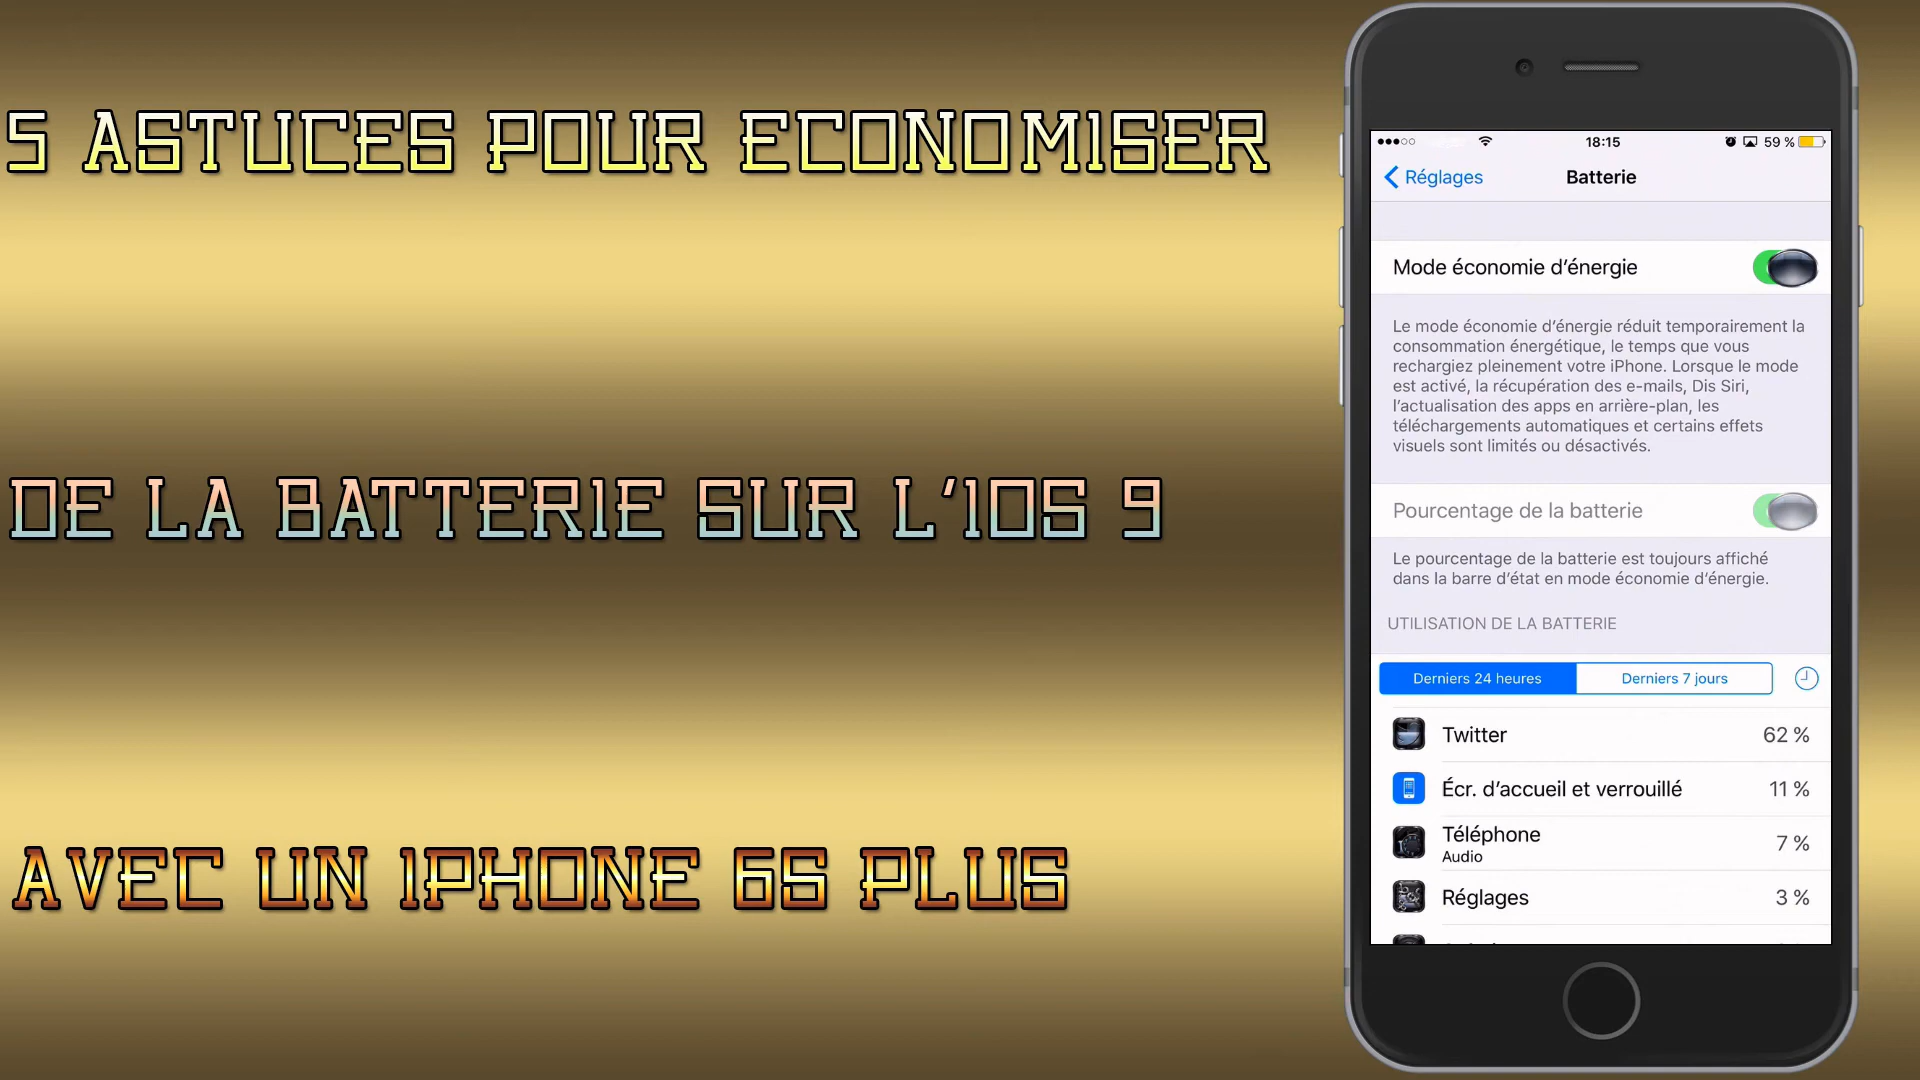 5 ASTUCES POUR ECONOMISER
DE LA BATTERIE SUR L'IOS 9
AVEC UN IPHONE 6S PLUS
18:15
59 %
Réglages
Batterie
Mode économie d'énergie
Le mode économie d'énergie réduit temporairement la
consommation énergétique, le temps que vous
rechargiez pleinement votre iPhone. Lorsque le mode
est activé, la récupération des e-mails, Dis Siri,
l'actualisation des apps en arrière-plan, les
téléchargements automatiques et certains effets
visuels sont limités ou désactivés.
Pourcentage de la batterie
Le pourcentage de la batterie est toujours affiché
dans la barre d'état en mode économie d'énergie.
UTILISATION DE LA BATTERIE
Derniers 24 heures
Derniers 7 jours
Twitter 62 %
Écr. d'accueil et verrouillé 11 %
Téléphone 7 %
Audio
Réglages 3 %